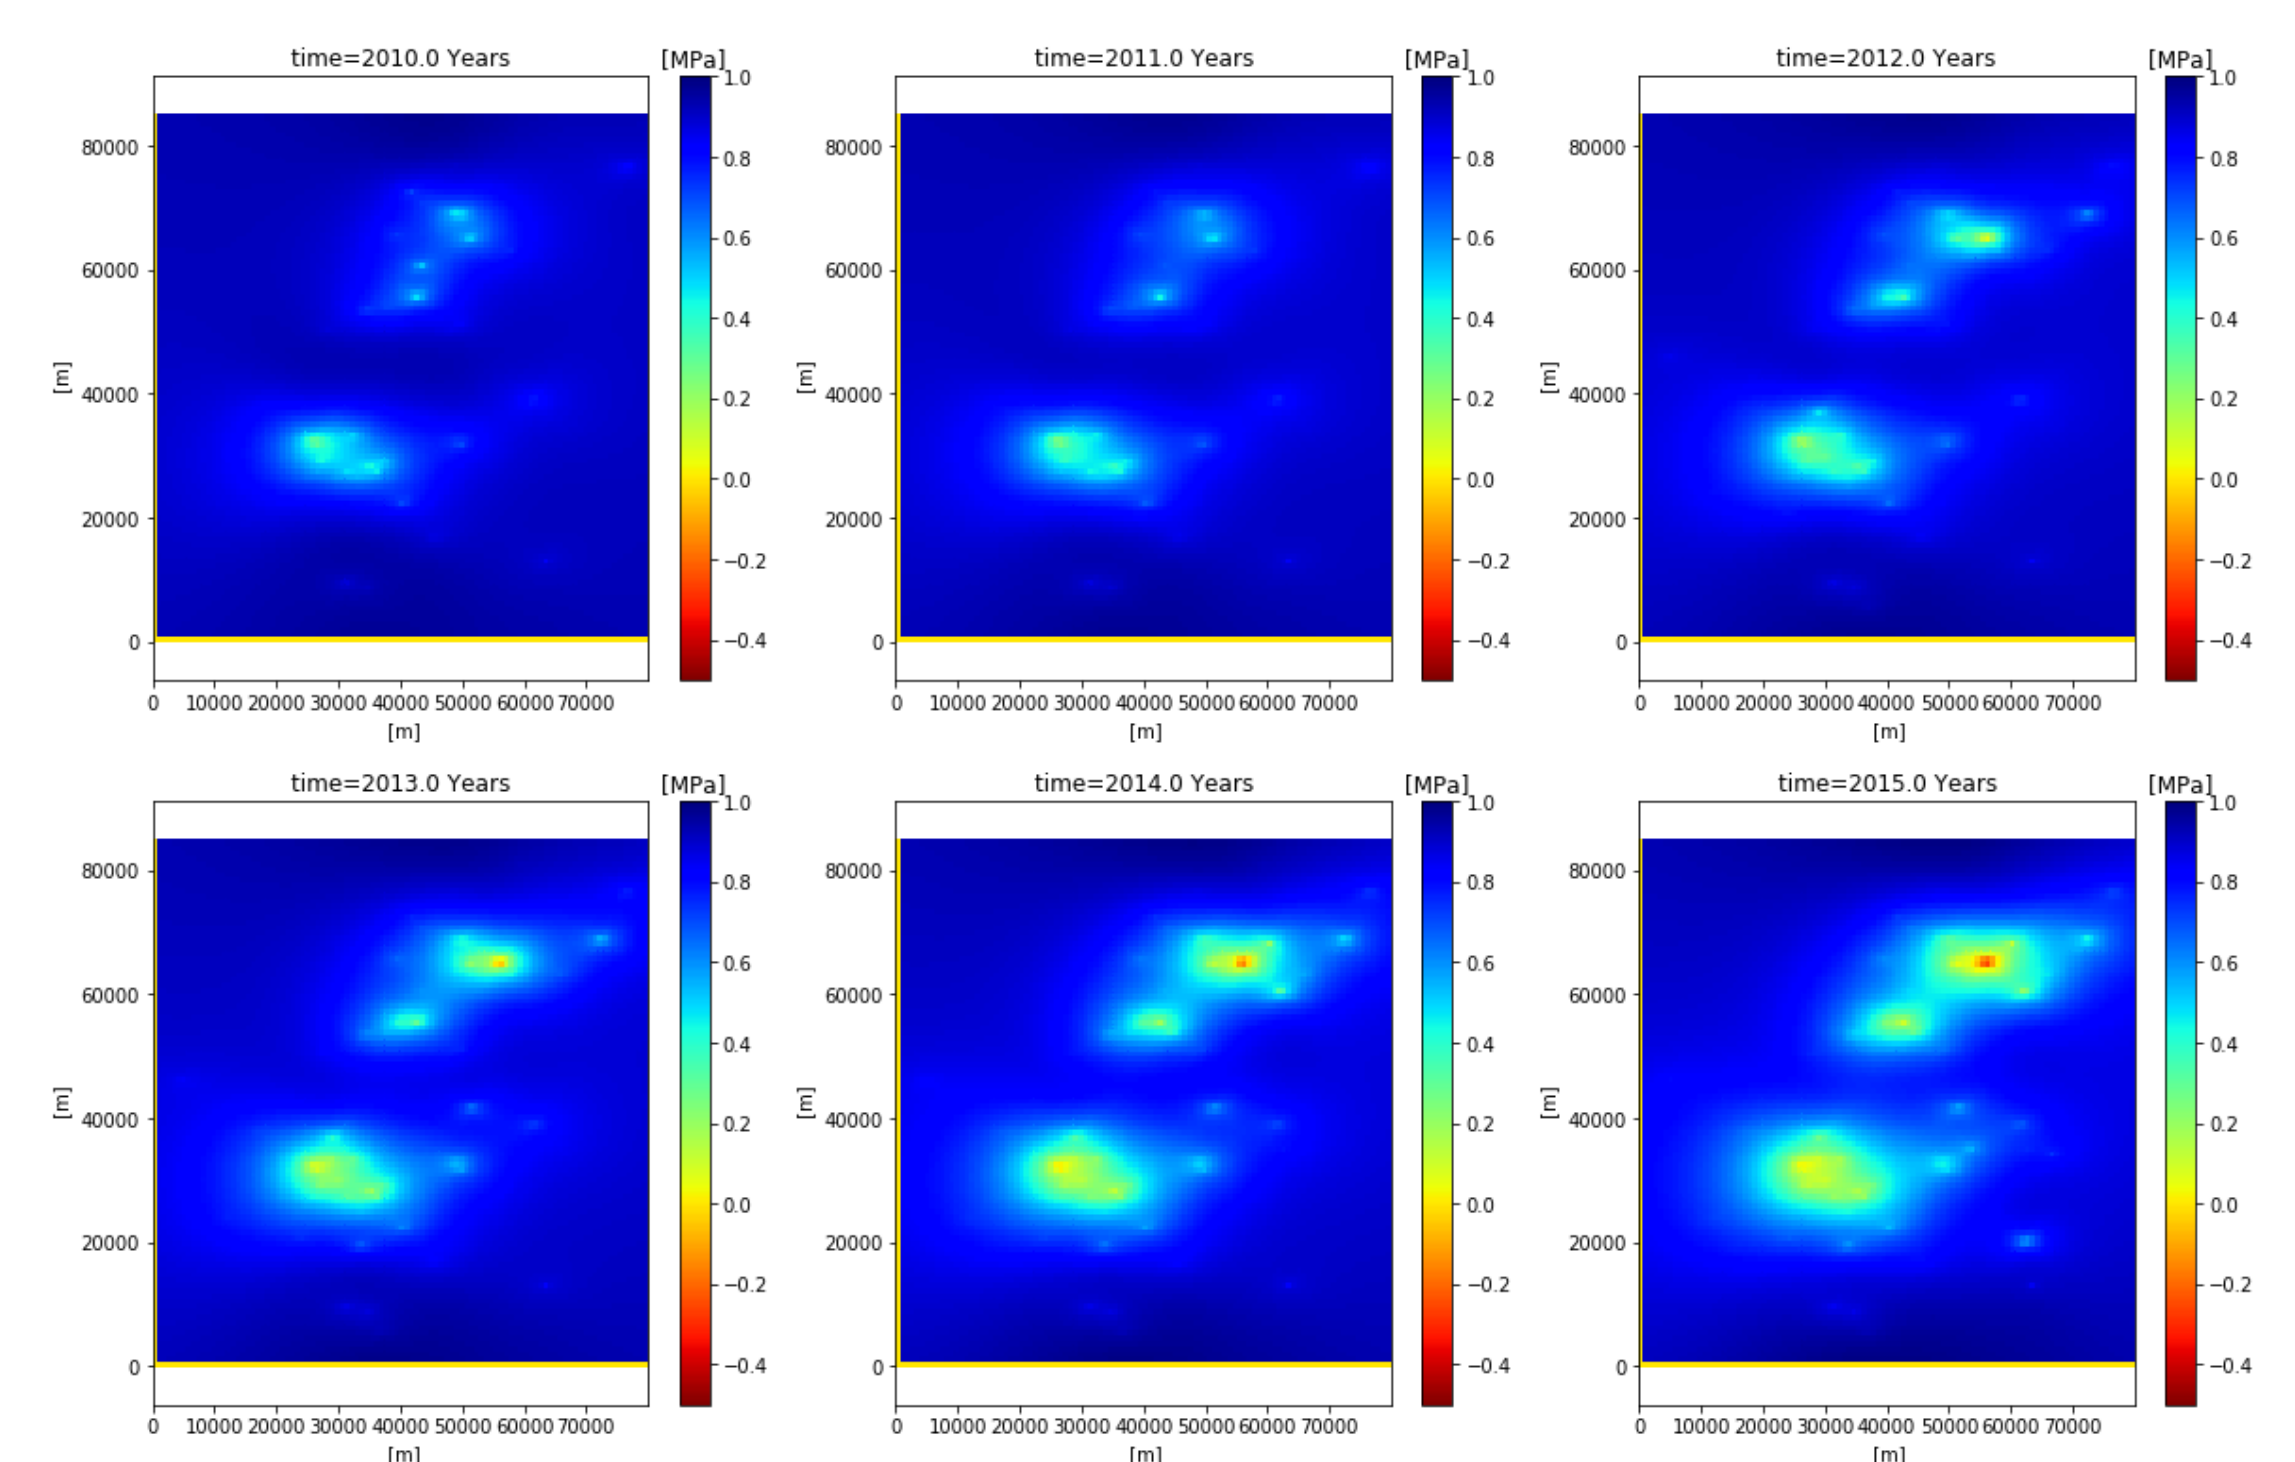 time=2010.0 Years
[MPa]
1.0
0.8
0.6
0.4
0.2
0.0
−0.2
−0.4
80000
60000
40000
20000
0
[m]
0 10000 20000 30000 40000 50000 60000 70000
[m]
time=2011.0 Years
[MPa]
1.0
0.8
0.6
0.4
0.2
0.0
−0.2
−0.4
80000
60000
40000
20000
0
[m]
0 10000 20000 30000 40000 50000 60000 70000
[m]
time=2012.0 Years
[MPa]
1.0
0.8
0.6
0.4
0.2
0.0
−0.2
−0.4
80000
60000
40000
20000
0
[m]
0 10000 20000 30000 40000 50000 60000 70000
[m]
time=2013.0 Years
[MPa]
1.0
0.8
0.6
0.4
0.2
0.0
−0.2
−0.4
80000
60000
40000
20000
0
[m]
0 10000 20000 30000 40000 50000 60000 70000
[m]
time=2014.0 Years
[MPa]
1.0
0.8
0.6
0.4
0.2
0.0
−0.2
−0.4
80000
60000
40000
20000
0
[m]
0 10000 20000 30000 40000 50000 60000 70000
[m]
time=2015.0 Years
[MPa]
1.0
0.8
0.6
0.4
0.2
0.0
−0.2
−0.4
80000
60000
40000
20000
0
[m]
0 10000 20000 30000 40000 50000 60000 70000
[m]